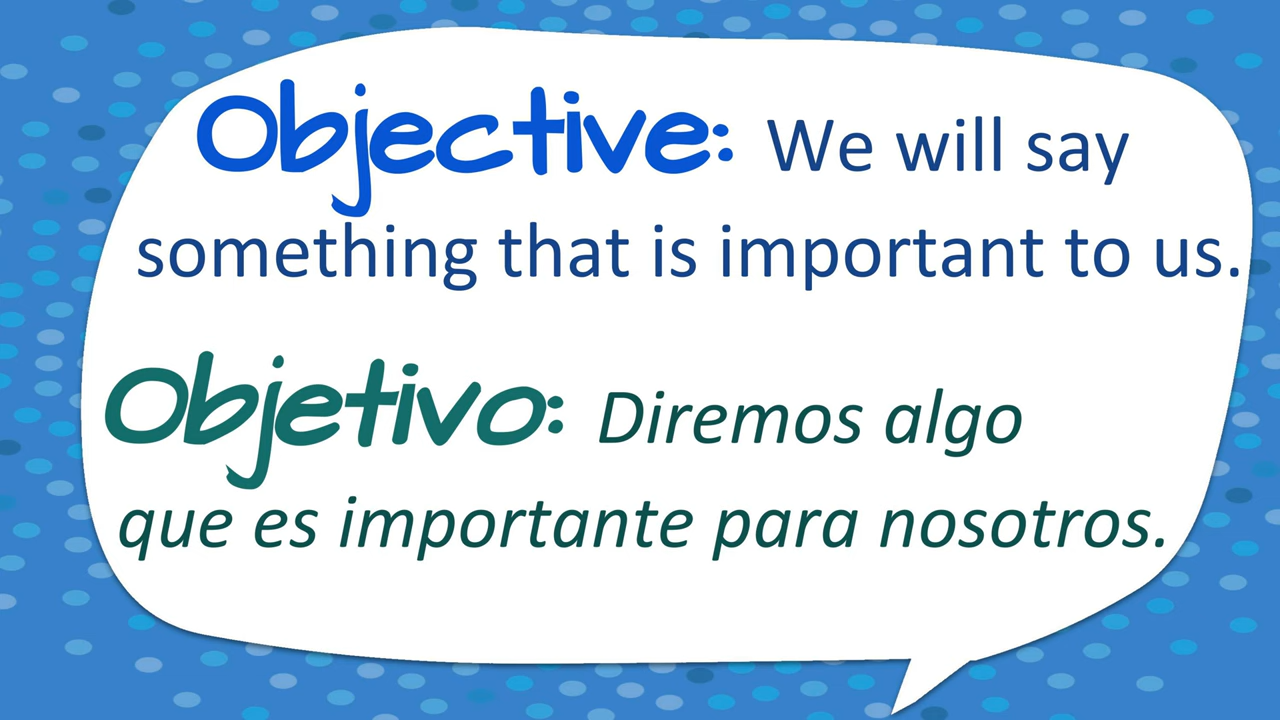 Objective: We will say
something that is important to us.
Objetivo: Diremos algo
que es importante para nosotros.